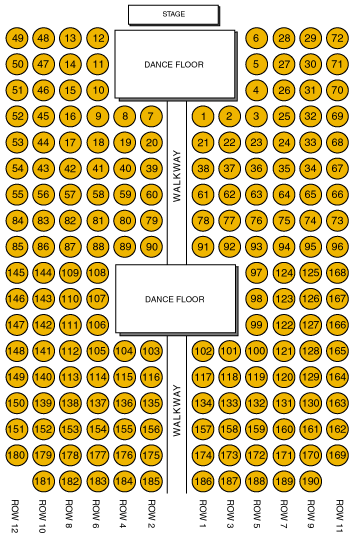 STAGE
49 48 13 12 6 28 29 72
50 47 14 11 DANCE FLOOR 5 27 30 71
51 46 15 10 4 26 31 70
52 45 16 9 8 7 1 2 3 25 32 69
53 44 17 18 19 20 21 22 23 24 33 68
54 43 42 41 40 39 WALKWAY 38 37 36 35 34 67
55 56 57 58 59 60 61 62 63 64 65 66
84 83 82 81 80 79 78 77 76 75 74 73
85 86 87 88 89 90 91 92 93 94 95 96
145 144 109 108 97 124 125 168
146 143 110 107 DANCE FLOOR 98 123 126 167
147 142 111 106 99 122 127 166
148 141 112 105 104 103 102 101 100 121 128 165
149 140 113 114 115 116 117 118 119 120 129 164
150 139 138 137 136 135 WALKWAY 134 133 132 131 130 163
151 152 153 154 155 156 157 158 159 160 161 162
180 179 178 177 176 175 174 173 172 171 170 169
181 182 183 184 185 186 187 188 189 190
ROW 12 ROW 10 ROW 8 ROW 6 ROW 4 ROW 2 ROW 1 ROW 3 ROW 5 ROW 7 ROW 9 ROW 11